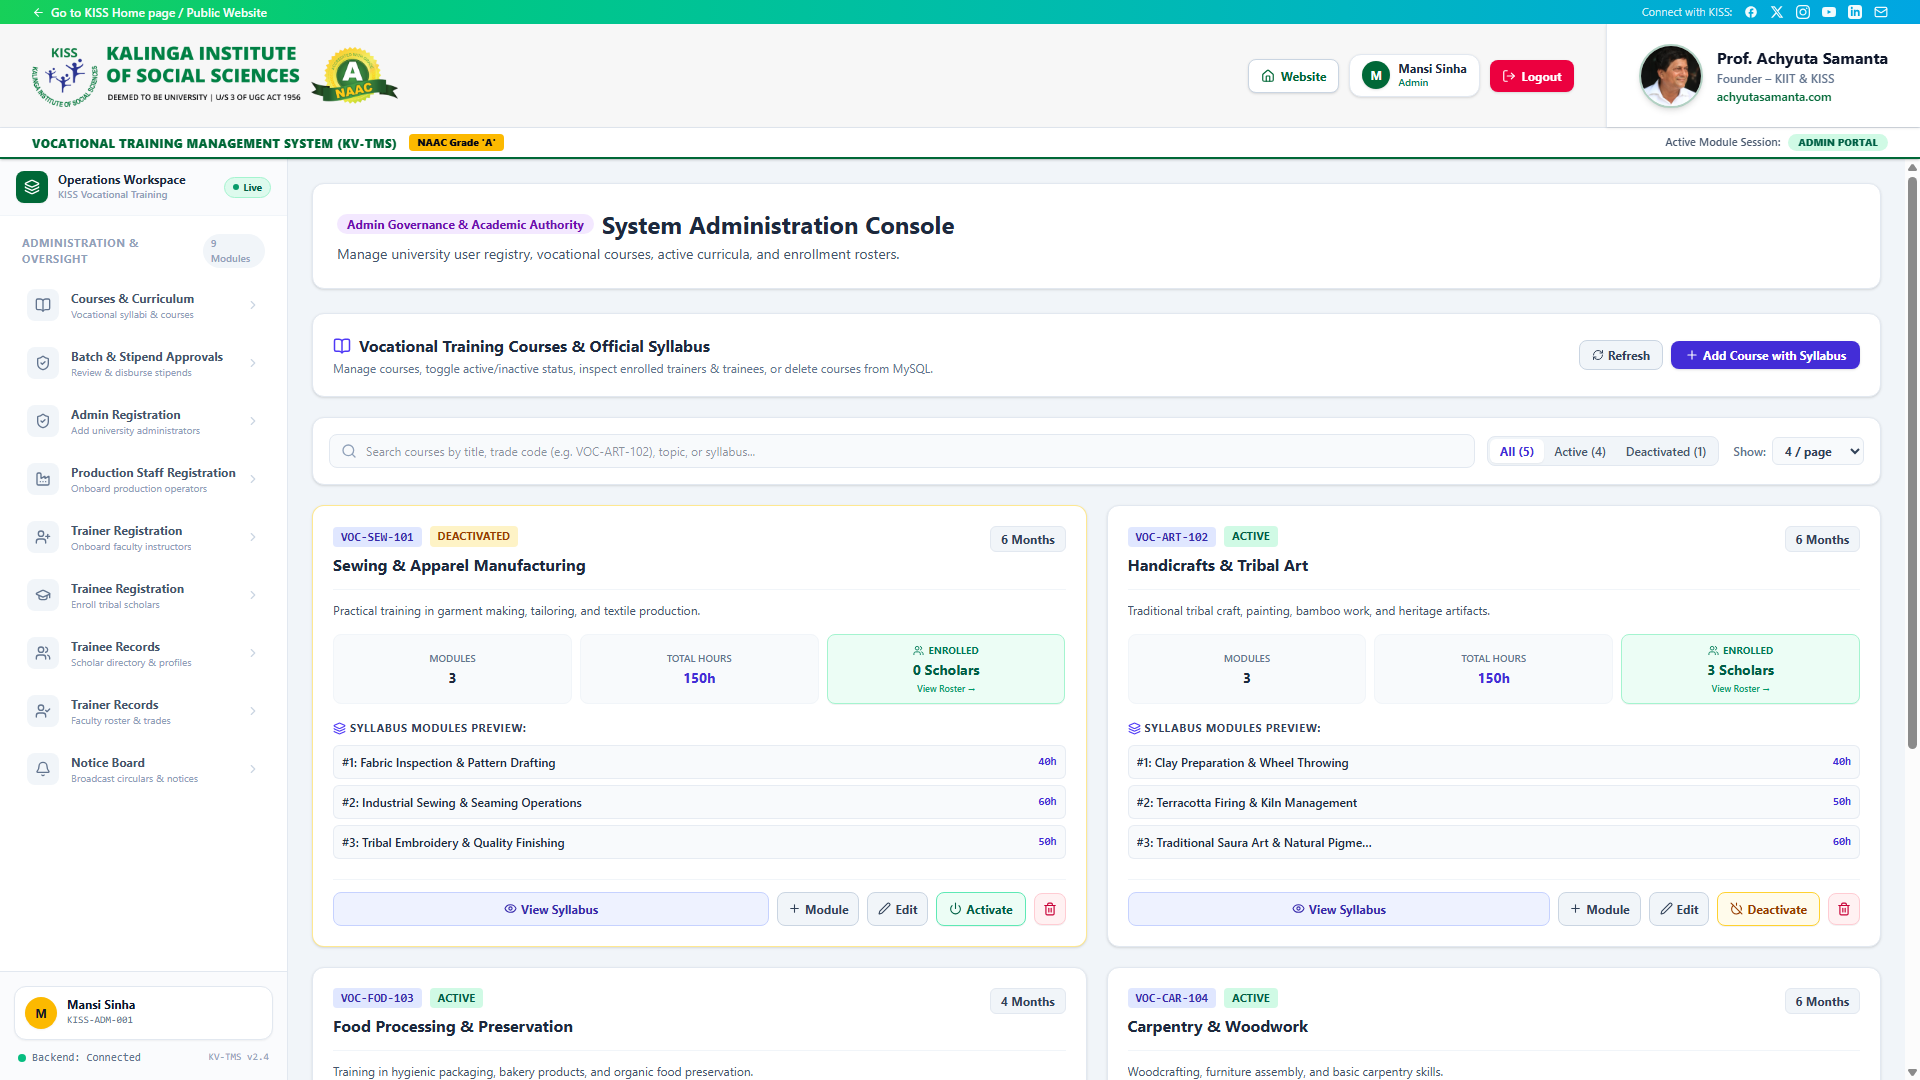 Go to KISS Home page / Public Website
Connect with KISS:
KISS
KALINGA INSTITUTE OF SOCIAL SCIENCES
KALINGA INSTITUTE
OF SOCIAL SCIENCES
DEEMED TO BE UNIVERSITY | U/S 3 OF UGC ACT 1956
A
NAAC
Website
M
Mansi Sinha
Admin
Logout
Prof. Achyuta Samanta
Founder – KIIT & KISS
achyutasamanta.com
VOCATIONAL TRAINING MANAGEMENT SYSTEM (KV-TMS)
NAAC Grade 'A'
Active Module Session:
ADMIN PORTAL
Operations Workspace
KISS Vocational Training
Live
ADMINISTRATION &
OVERSIGHT
9
Modules
Courses & Curriculum
Vocational syllabi & courses
Batch & Stipend Approvals
Review & disburse stipends
Admin Registration
Add university administrators
Production Staff Registration
Onboard production operators
Trainer Registration
Onboard faculty instructors
Trainee Registration
Enroll tribal scholars
Trainee Records
Scholar directory & profiles
Trainer Records
Faculty roster & trades
Notice Board
Broadcast circulars & notices
M
Mansi Sinha
KISS-ADM-001
Backend: Connected
KV-TMS v2.4
Admin Governance & Academic Authority
System Administration Console
Manage university user registry, vocational courses, active curricula, and enrollment rosters.
Vocational Training Courses & Official Syllabus
Manage courses, toggle active/inactive status, inspect enrolled trainers & trainees, or delete courses from MySQL.
Refresh
+ Add Course with Syllabus
Search courses by title, trade code (e.g. VOC-ART-102), topic, or syllabus...
All (5)
Active (4)
Deactivated (1)
Show:
4 / page
VOC-SEW-101
DEACTIVATED
6 Months
Sewing & Apparel Manufacturing
Practical training in garment making, tailoring, and textile production.
MODULES
3
TOTAL HOURS
150h
ENROLLED
0 Scholars
View Roster →
SYLLABUS MODULES PREVIEW:
#1: Fabric Inspection & Pattern Drafting
40h
#2: Industrial Sewing & Seaming Operations
60h
#3: Tribal Embroidery & Quality Finishing
50h
View Syllabus
+ Module
Edit
Activate
VOC-ART-102
ACTIVE
6 Months
Handicrafts & Tribal Art
Traditional tribal craft, painting, bamboo work, and heritage artifacts.
MODULES
3
TOTAL HOURS
150h
ENROLLED
3 Scholars
View Roster →
SYLLABUS MODULES PREVIEW:
#1: Clay Preparation & Wheel Throwing
40h
#2: Terracotta Firing & Kiln Management
50h
#3: Traditional Saura Art & Natural Pigme...
60h
View Syllabus
+ Module
Edit
Deactivate
VOC-FOD-103
ACTIVE
4 Months
Food Processing & Preservation
Training in hygienic packaging, bakery products, and organic food preservation.
VOC-CAR-104
ACTIVE
6 Months
Carpentry & Woodwork
Woodcrafting, furniture assembly, and basic carpentry skills.